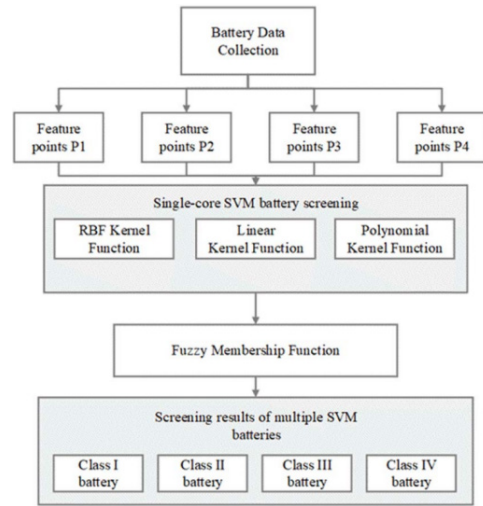 Battery Data
Collection
Feature
points P1
Feature
points P2
Feature
points P3
Feature
points P4
Single-core SVM battery screening
RBF Kernel
Function
Linear
Kernel Function
Polynomial
Kernel Function
Fuzzy Membership Function
Screening results of multiple SVM
batteries
Class I
battery
Class II
battery
Class III
battery
Class IV
battery